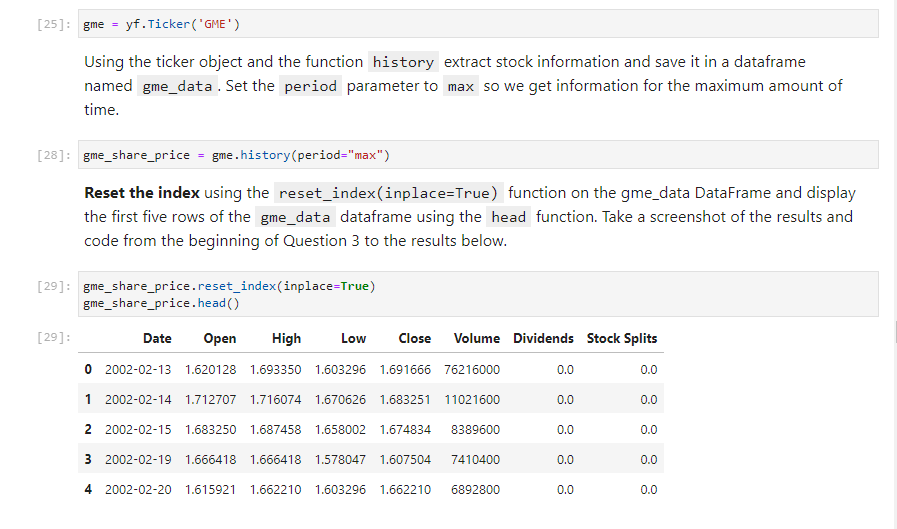 [25]: gme = yf.Ticker('GME')
Using the ticker object and the function history extract stock information and save it in a dataframe
named gme_data . Set the period parameter to max so we get information for the maximum amount of
time.
[28]: gme_share_price = gme.history(period="max")
Reset the index using the reset_index(inplace=True) function on the gme_data DataFrame and display
the first five rows of the gme_data dataframe using the head function. Take a screenshot of the results and
code from the beginning of Question 3 to the results below.
[29]: gme_share_price.reset_index(inplace=True)
gme_share_price.head()
[29]: Date Open High Low Close Volume Dividends Stock Splits
0 2002-02-13 1.620128 1.693350 1.603296 1.691666 76216000 0.0 0.0
1 2002-02-14 1.712707 1.716074 1.670626 1.683251 11021600 0.0 0.0
2 2002-02-15 1.683250 1.687458 1.658002 1.674834 8389600 0.0 0.0
3 2002-02-19 1.666418 1.666418 1.578047 1.607504 7410400 0.0 0.0
4 2002-02-20 1.615921 1.662210 1.603296 1.662210 6892800 0.0 0.0